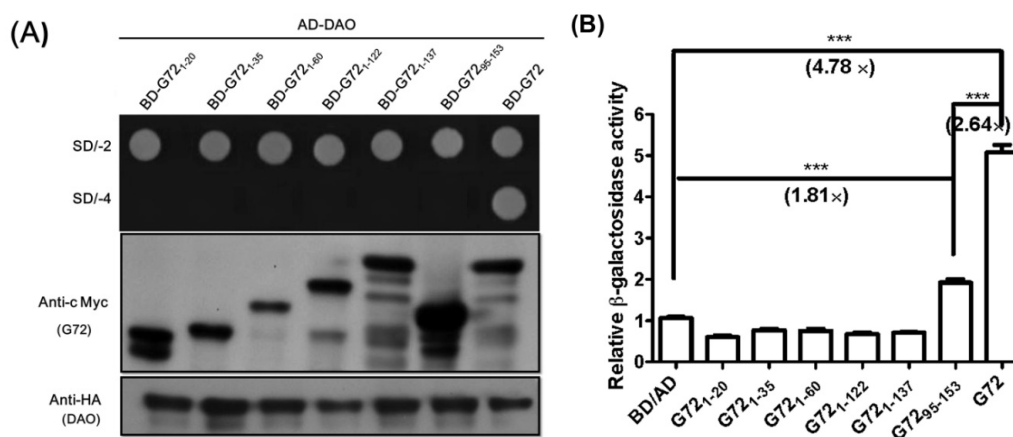 (A)
AD-DAO
BD-G72₁₋₂₀
BD-G72₁₋₃₅
BD-G72₁₋₆₀
BD-G72₁₋₁₂₂
BD-G72₁₋₁₃₇
BD-G72₉₅₋₁₅₃
BD-G72
SD/-2
SD/-4
Anti-c Myc
(G72)
Anti-HA
(DAO)
(B)
Relative β-galactosidase activity
6
5
4
3
2
1
0
***
(4.78 ×)
***
(2.64×)
***
(1.81×)
BD/AD
G72₁₋₂₀
G72₁₋₃₅
G72₁₋₆₀
G72₁₋₁₂₂
G72₁₋₁₃₇
G72₉₅₋₁₅₃
G72